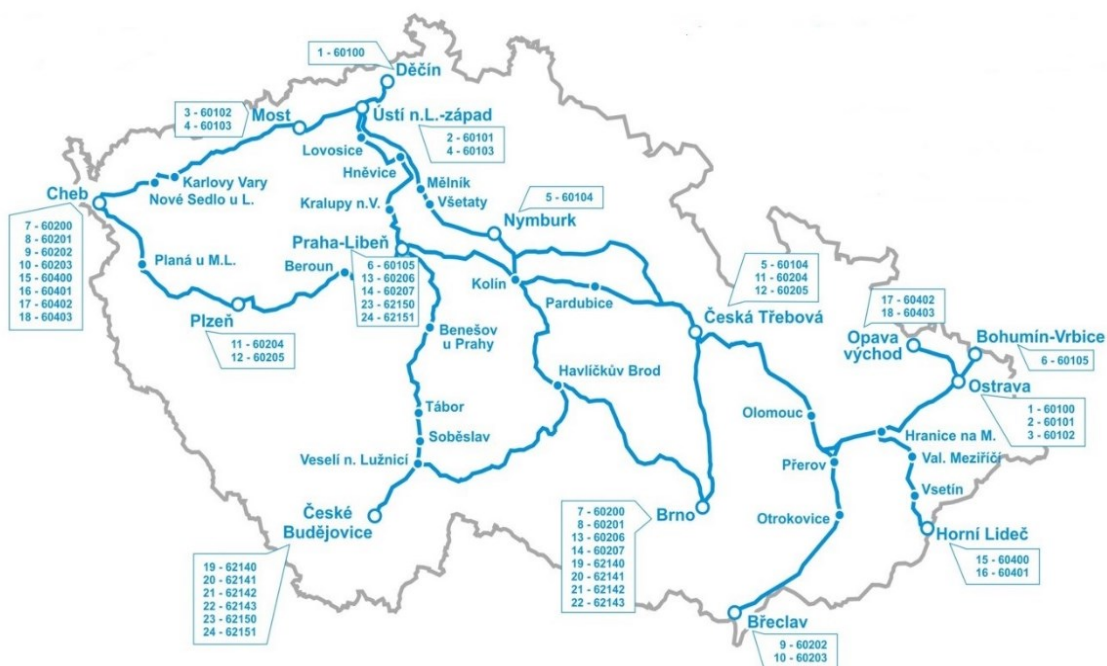 1 - 60100
Děčín
3 - 60102
4 - 60103
Most
Ústí n.L.-západ
2 - 60101
4 - 60103
Lovosice
Hněvice
Karlovy Vary
Nové Sedlo u L.
Cheb
Mělník
Všetaty
5 - 60104
Nymburk
Kralupy n.V.
7 - 60200
8 - 60201
9 - 60202
10 - 60203
15 - 60400
16 - 60401
17 - 60402
18 - 60403
Planá u M.L.
Praha-Libeň
Beroun
6 - 60105
13 - 60206
14 - 60207
23 - 62150
24 - 62151
Kolín
Pardubice
5 - 60104
11 - 60204
12 - 60205
Česká Třebová
17 - 60402
18 - 60403
Opava
východ
Bohumín-Vrbice
6 - 60105
Plzeň
11 - 60204
12 - 60205
Benešov
u Prahy
Havlíčkův Brod
Ostrava
1 - 60100
2 - 60101
3 - 60102
Tábor
Olomouc
Soběslav
Hranice na M.
Val. Meziříčí
Veselí n. Lužnicí
Přerov
Vsetín
České
Budějovice
7 - 60200
8 - 60201
13 - 60206
14 - 60207
19 - 62140
20 - 62141
21 - 62142
22 - 62143
Brno
Otrokovice
Horní Lideč
15 - 60400
16 - 60401
19 - 62140
20 - 62141
21 - 62142
22 - 62143
23 - 62150
24 - 62151
Břeclav
9 - 60202
10 - 60203